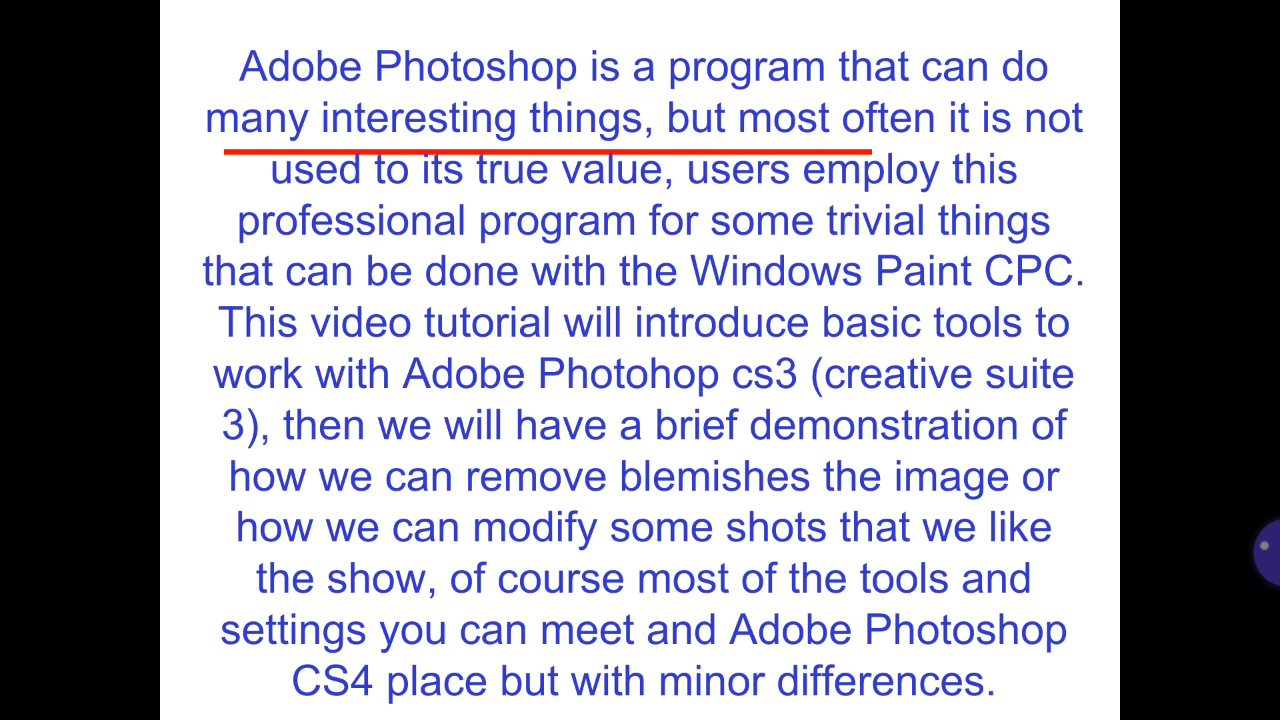 Adobe Photoshop is a program that can do
many interesting things, but most often it is not
used to its true value, users employ this
professional program for some trivial things
that can be done with the Windows Paint CPC.
This video tutorial will introduce basic tools to
work with Adobe Photohop cs3 (creative suite
3), then we will have a brief demonstration of
how we can remove blemishes the image or
how we can modify some shots that we like
the show, of course most of the tools and
settings you can meet and Adobe Photoshop
CS4 place but with minor differences.